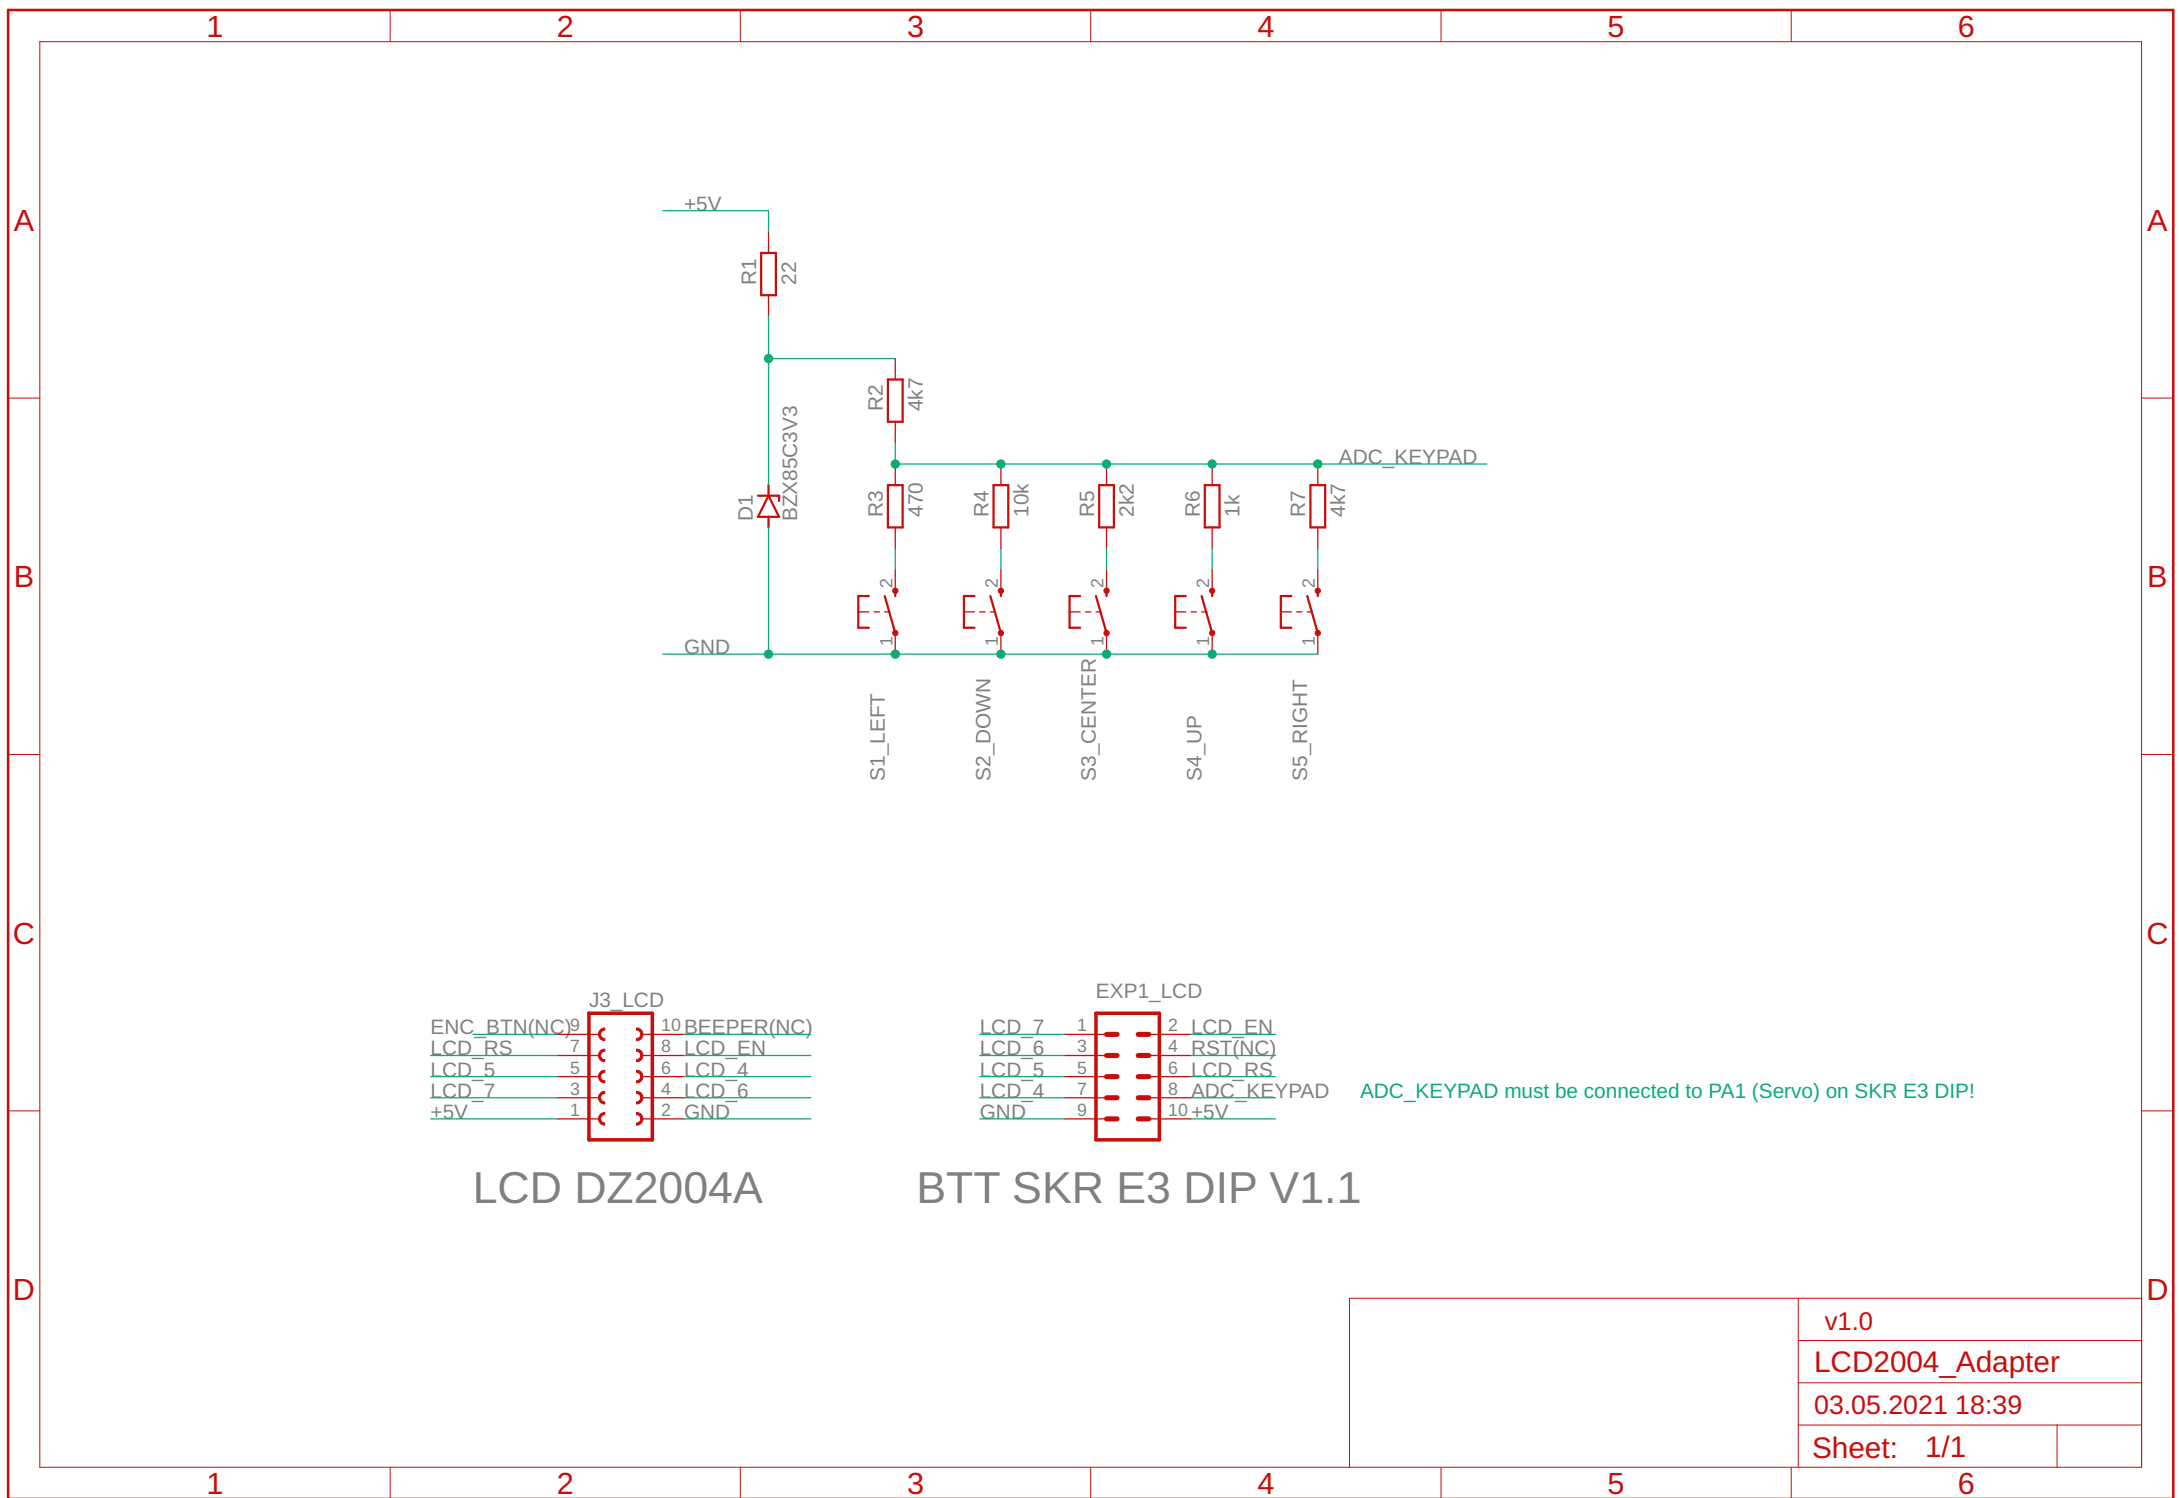 1 2 3 4 5 6
A A
+5V
R1 22
R2 4k7
ADC_KEYPAD
D1 BZX85C3V3
R3 470 R4 10k R5 2k2 R6 1k R7 4k7
B B
2 2 2 2 2
1 1 1 1 1
GND
S1_LEFT S2_DOWN S3_CENTER S4_UP S5_RIGHT
C C
J3_LCD
ENC_BTN(NC) 9 10 BEEPER(NC)
LCD_RS 7 8 LCD_EN
LCD_5 5 6 LCD_4
LCD_7 3 4 LCD_6
+5V 1 2 GND
LCD DZ2004A
EXP1_LCD
LCD_7 1 2 LCD_EN
LCD_6 3 4 RST(NC)
LCD_5 5 6 LCD_RS
LCD_4 7 8 ADC_KEYPAD
GND 9 10 +5V
ADC_KEYPAD must be connected to PA1 (Servo) on SKR E3 DIP!
BTT SKR E3 DIP V1.1
D D
v1.0
LCD2004_Adapter
03.05.2021 18:39
Sheet: 1/1
1 2 3 4 5 6